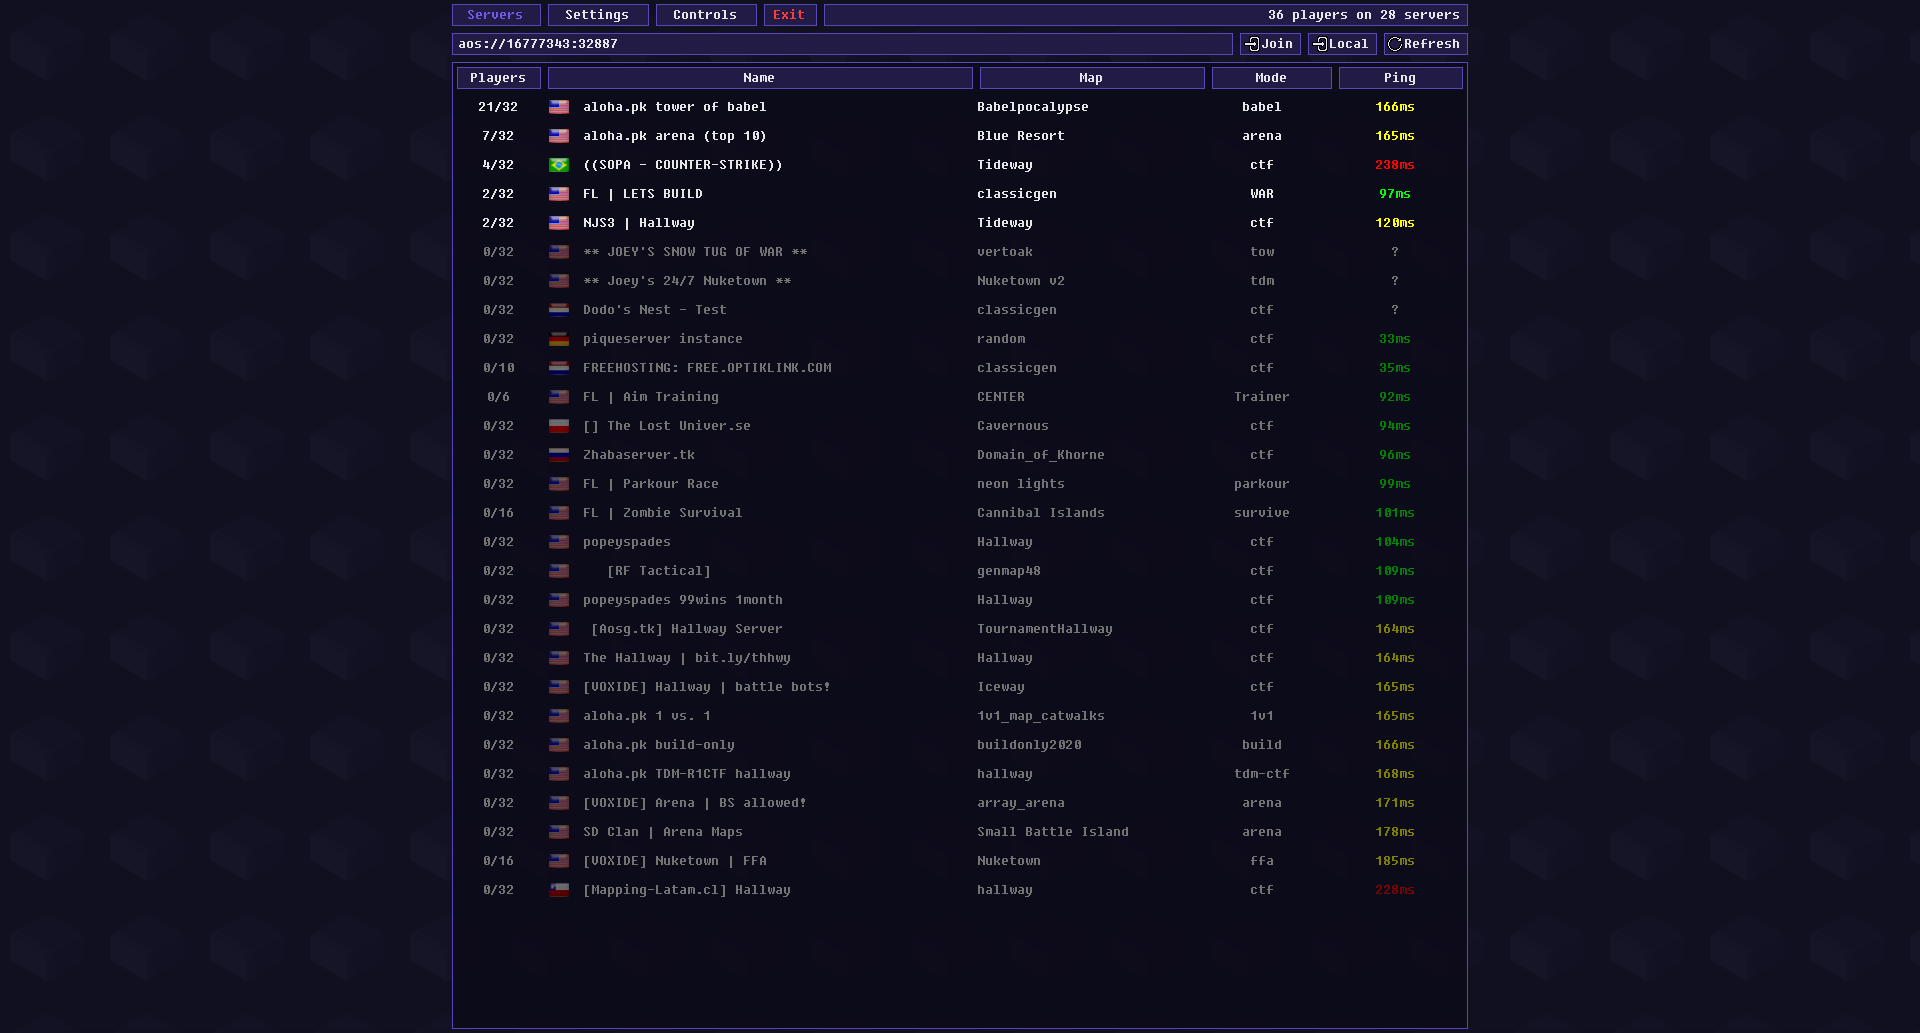 Servers Settings Controls Exit 36 players on 28 servers
aos://16777343:32887 Join Local Refresh
Players Name Map Mode Ping
21/32 aloha.pk tower of babel Babelpocalypse babel 166ms
7/32 aloha.pk arena (top 10) Blue Resort arena 165ms
4/32 ((SOPA - COUNTER-STRIKE)) Tideway ctf 238ms
2/32 FL | LETS BUILD classicgen WAR 97ms
2/32 NJS3 | Hallway Tideway ctf 120ms
0/32 ** JOEY'S SNOW TUG OF WAR ** vertoak tow ?
0/32 ** Joey's 24/7 Nuketown ** Nuketown v2 tdm ?
0/32 Dodo's Nest - Test classicgen ctf ?
0/32 piqueserver instance random ctf 33ms
0/10 FREEHOSTING: FREE.OPTIKLINK.COM classicgen ctf 35ms
0/6 FL | Aim Training CENTER Trainer 92ms
0/32 [] The Lost Univer.se Cavernous ctf 94ms
0/32 Zhabaserver.tk Domain_of_Khorne ctf 96ms
0/32 FL | Parkour Race neon lights parkour 99ms
0/16 FL | Zombie Survival Cannibal Islands survive 101ms
0/32 popeyspades Hallway ctf 104ms
0/32 [RF Tactical] genmap48 ctf 109ms
0/32 popeyspades 99wins 1month Hallway ctf 109ms
0/32 [Aosg.tk] Hallway Server TournamentHallway ctf 164ms
0/32 The Hallway | bit.ly/thhwy Hallway ctf 164ms
0/32 [VOXIDE] Hallway | battle bots! Iceway ctf 165ms
0/32 aloha.pk 1 vs. 1 1v1_map_catwalks 1v1 165ms
0/32 aloha.pk build-only buildonly2020 build 166ms
0/32 aloha.pk TDM-R1CTF hallway hallway tdm-ctf 168ms
0/32 [VOXIDE] Arena | BS allowed! array_arena arena 171ms
0/32 SD Clan | Arena Maps Small Battle Island arena 178ms
0/16 [VOXIDE] Nuketown | FFA Nuketown ffa 185ms
0/32 [Mapping-Latam.cl] Hallway hallway ctf 228ms